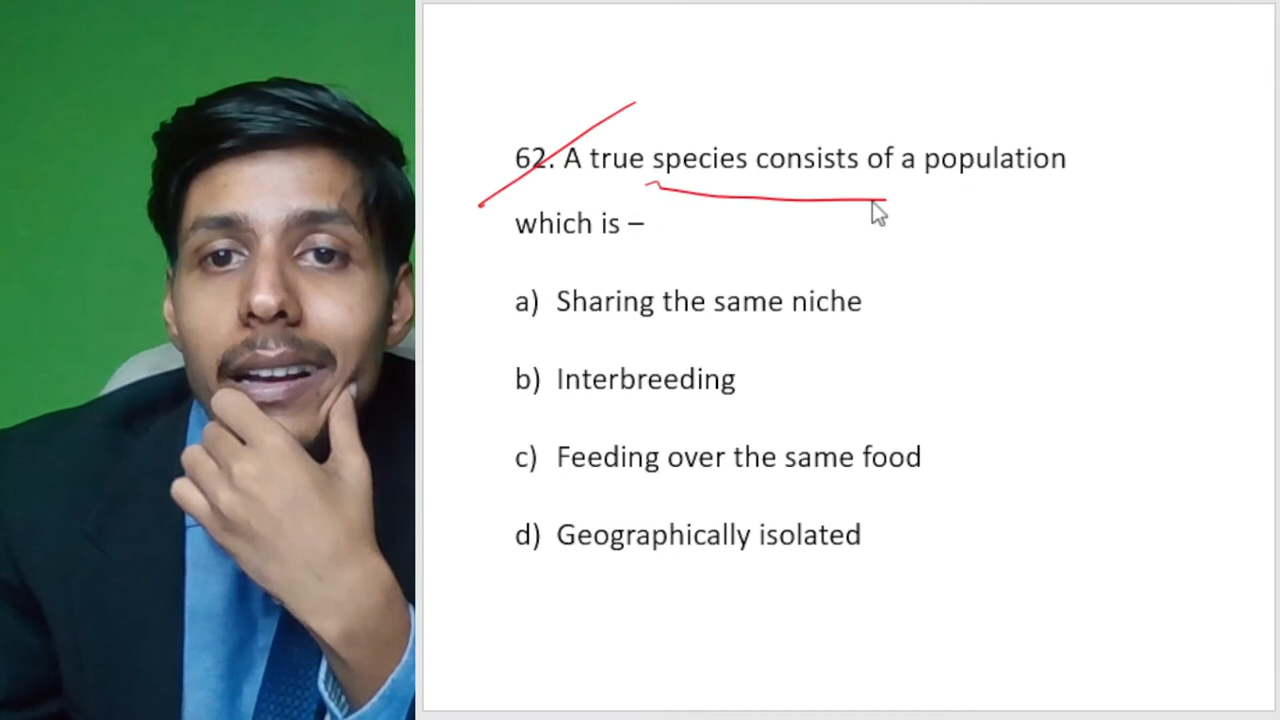 62. A true species consists of a population
which is –
a) Sharing the same niche
b) Interbreeding
c) Feeding over the same food
d) Geographically isolated